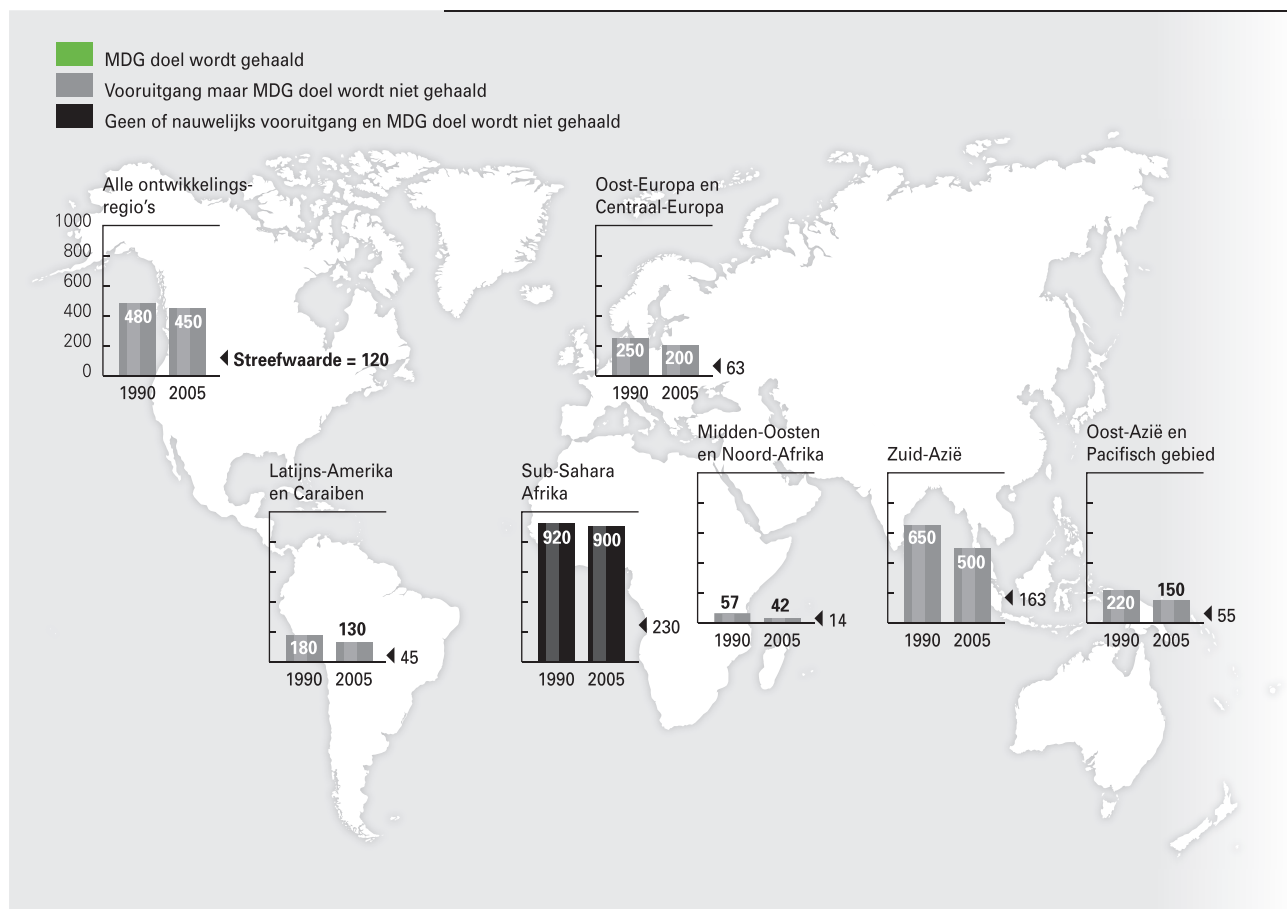 MDG doel wordt gehaald
Vooruitgang maar MDG doel wordt niet gehaald
Geen of nauwelijks vooruitgang en MDG doel wordt niet gehaald
Alle ontwikkelings-
regio's
1000
800
600
400
200
0
480
450
Streefwaarde = 120
1990 2005
Oost-Europa en
Centraal-Europa
250
200
63
1990 2005
Latijns-Amerika
en Caraiben
180
130
45
1990 2005
Sub-Sahara
Afrika
920
900
230
1990 2005
Midden-Oosten
en Noord-Afrika
57
42
14
1990 2005
Zuid-Azië
650
500
163
1990 2005
Oost-Azië en
Pacifisch gebied
220
150
55
1990 2005